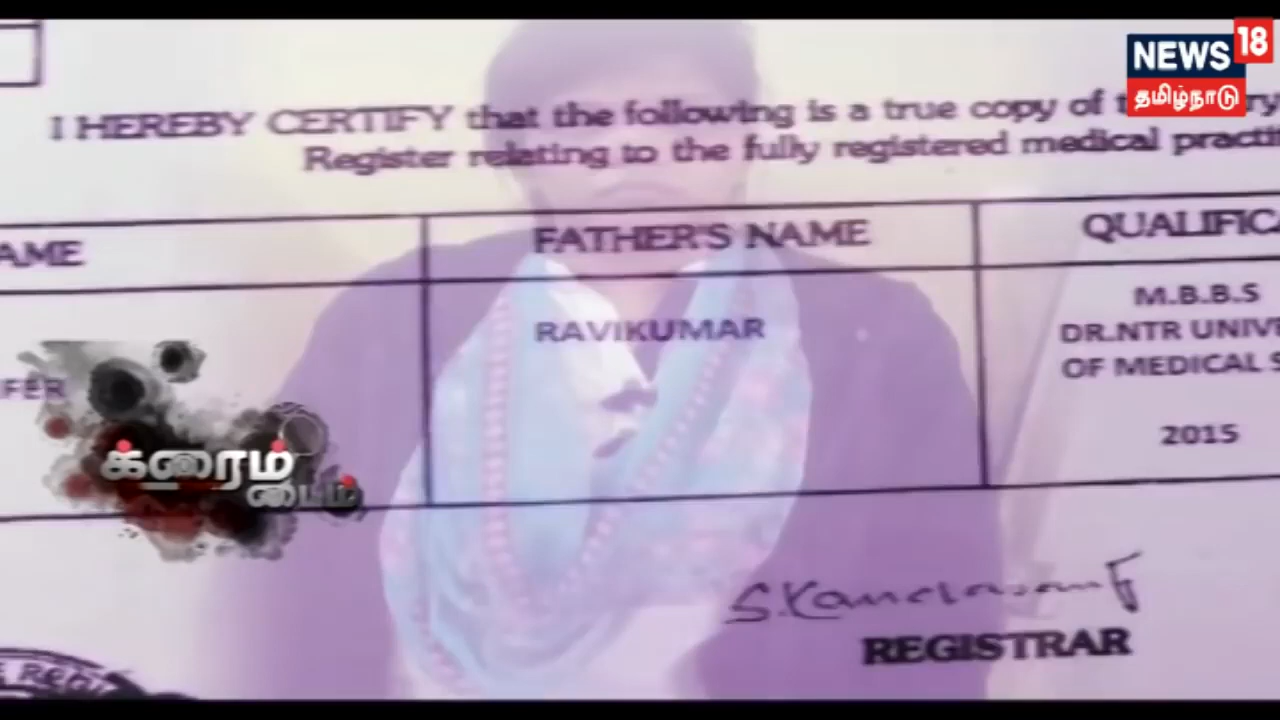 NEWS 18
தமிழ்நாடு
I HEREBY CERTIFY that the following is a true copy of
Register relating to the fully registered medical
AME FATHER'S NAME QUALIFICA
RAVIKUMAR M.B.B.S
DR.NTR UNIVE
OF MEDICAL S
FER
2015
க்ரைம்
டைம்
S.Kandasamy
REGISTRAR